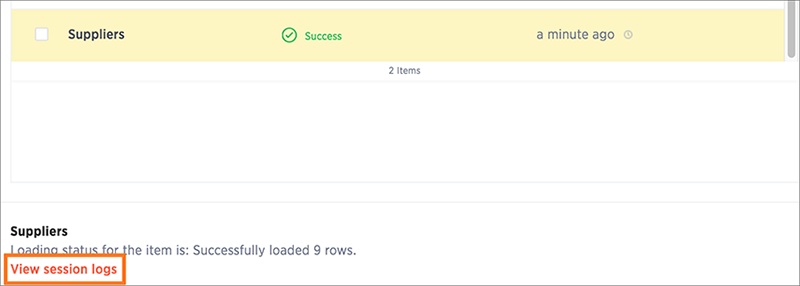 Suppliers Success a minute ago
2 Items
Suppliers
Loading status for the item is: Successfully loaded 9 rows.
View session logs